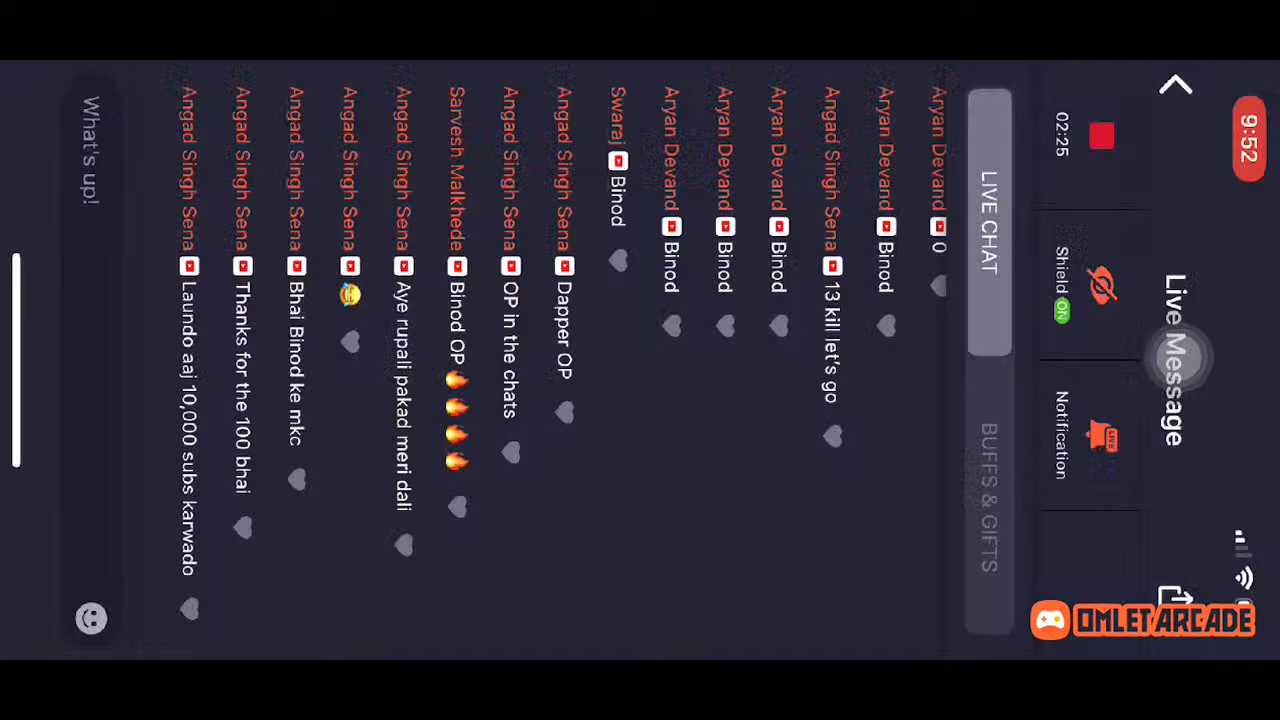 9:52
Live Message
02:25
Shield ON
Notification
LIVE
LIVE CHAT
BUFFS & GIFTS
Aryan Devand 0
Aryan Devand Binod
Angad Singh Sena 13 kill let's go
Aryan Devand Binod
Aryan Devand Binod
Aryan Devand Binod
Swaraj Binod
Angad Singh Sena Dapper OP
Angad Singh Sena OP in the chats
Sarvesh Malkhede Binod OP 🔥🔥🔥🔥
Angad Singh Sena Aye rupali pakad meri dali
Angad Singh Sena 😂
Angad Singh Sena Bhai Binod ke mkc
Angad Singh Sena Thanks for the 100 bhai
Angad Singh Sena Laundo aaj 10,000 subs karwado
What's up!
OMLET ARCADE